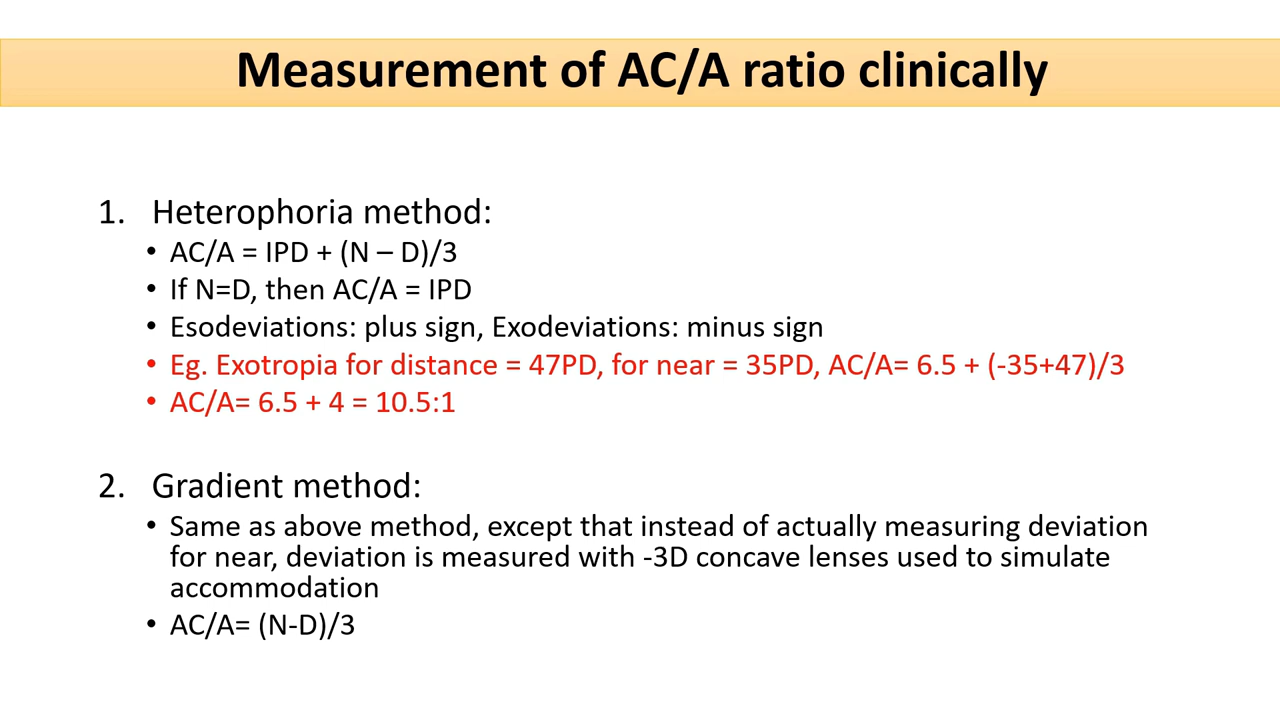 Measurement of AC/A ratio clinically
1. Heterophoria method:
• AC/A = IPD + (N – D)/3
• If N=D, then AC/A = IPD
• Esodeviations: plus sign, Exodeviations: minus sign
• Eg. Exotropia for distance = 47PD, for near = 35PD, AC/A= 6.5 + (-35+47)/3
• AC/A= 6.5 + 4 = 10.5:1
2. Gradient method:
• Same as above method, except that instead of actually measuring deviation
for near, deviation is measured with -3D concave lenses used to simulate
accommodation
• AC/A= (N-D)/3